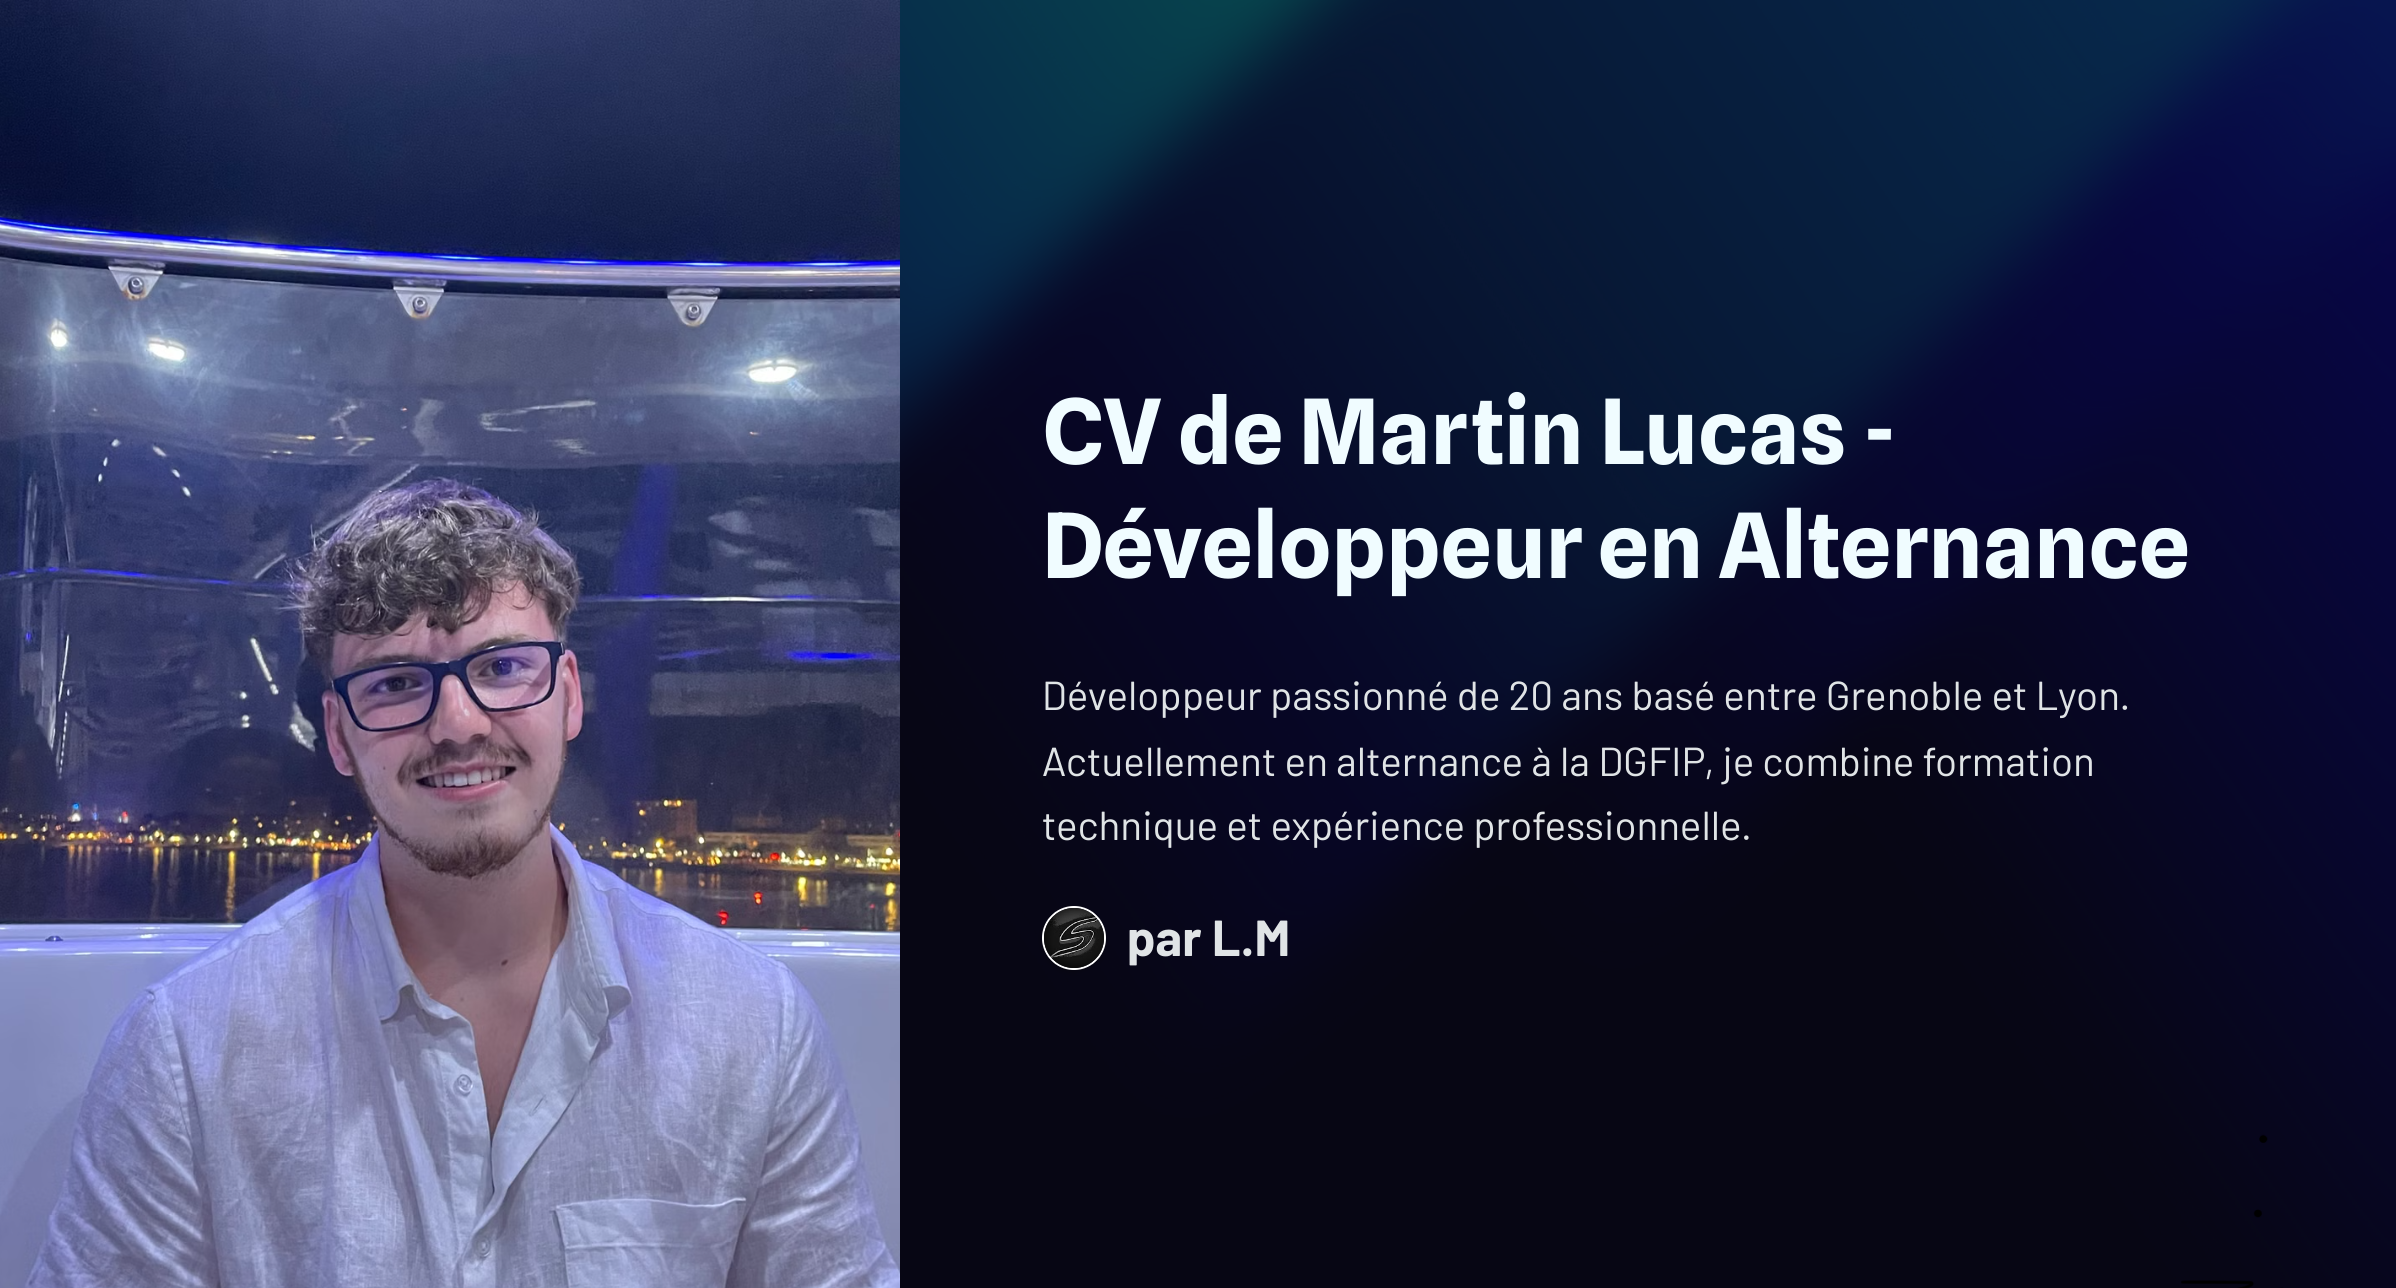 CV de Martin Lucas -
Développeur en Alternance
Développeur passionné de 20 ans basé entre Grenoble et Lyon.
Actuellement en alternance à la DGFIP, je combine formation
technique et expérience professionnelle.
par L.M